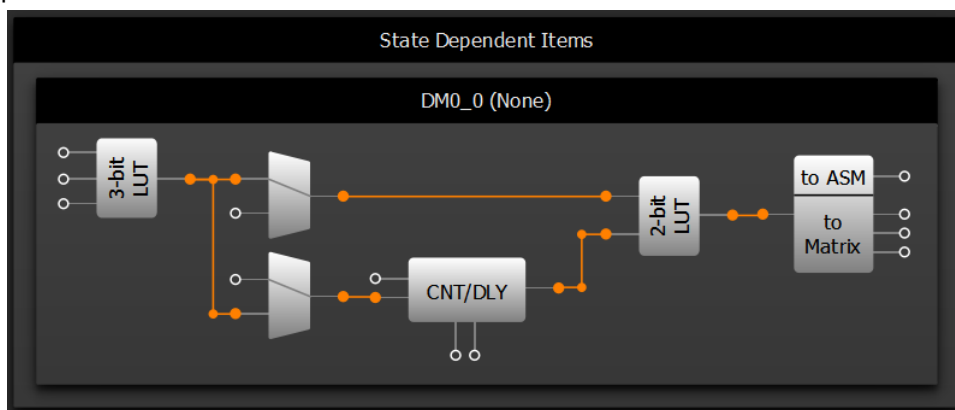 State Dependent Items
DM0_0 (None)
3-bit
LUT
CNT/DLY
2-bit
LUT
to ASM
to
Matrix